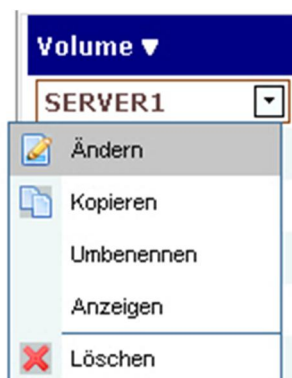 Volume ▼
SERVER1
Ändern
Kopieren
Umbenennen
Anzeigen
Löschen